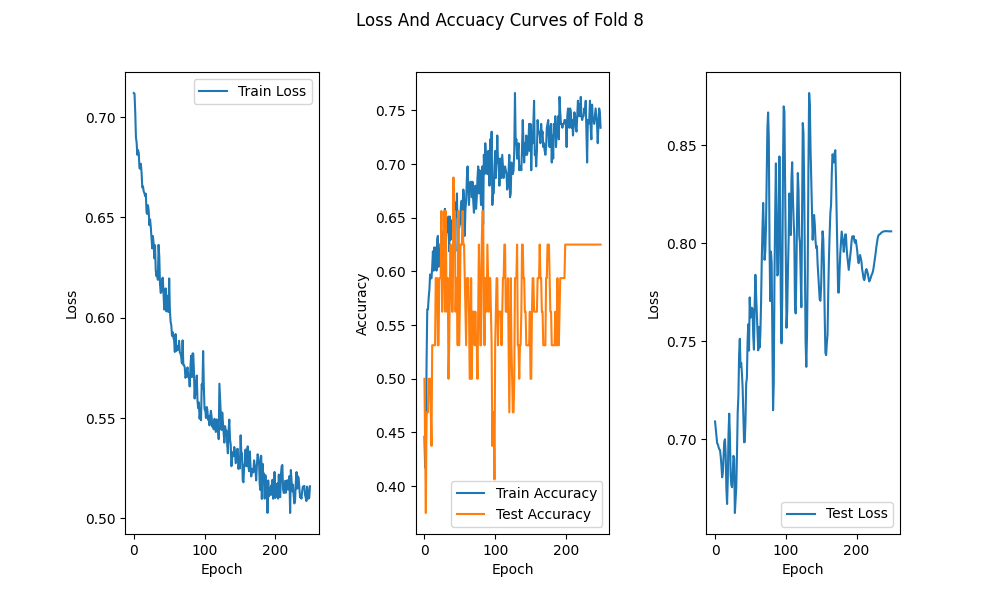 Loss And Accuacy Curves of Fold 8
Train Loss
0.70
0.65
0.60
0.55
0.50
Loss
0
100
200
Epoch
0.75
0.70
0.65
0.60
0.55
0.50
0.45
0.40
Accuracy
Train Accuracy
Test Accuracy
0
100
200
Epoch
0.85
0.80
0.75
0.70
Loss
Test Loss
0
100
200
Epoch